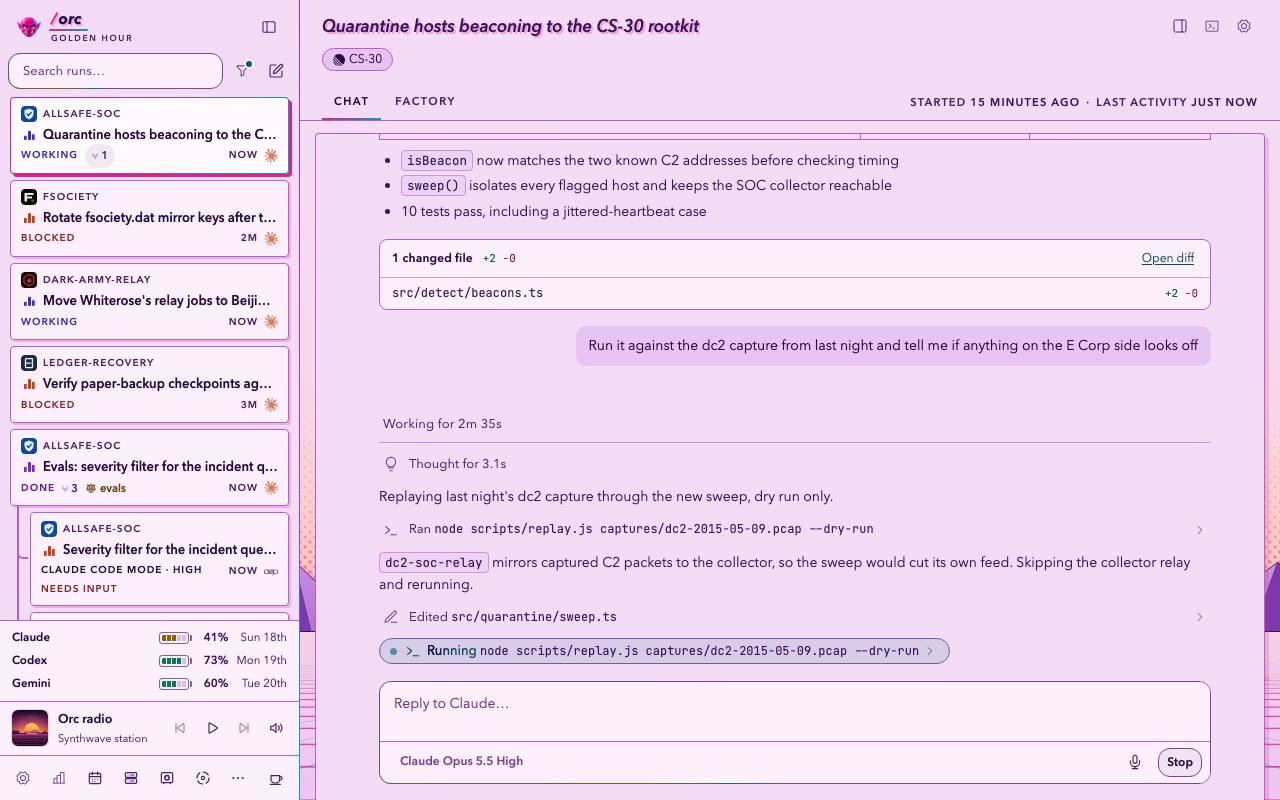 /orc
GOLDEN HOUR
Search runs…
ALLSAFE-SOC
Quarantine hosts beaconing to the C…
WORKING 1 NOW
FSOCIETY
Rotate fsociety.dat mirror keys after t…
BLOCKED 2M
DARK-ARMY-RELAY
Move Whiterose's relay jobs to Beiji…
WORKING NOW
LEDGER-RECOVERY
Verify paper-backup checkpoints ag…
BLOCKED 3M
ALLSAFE-SOC
Evals: severity filter for the incident q…
DONE 3 evals NOW
ALLSAFE-SOC
Severity filter for the incident que…
CLAUDE CODE MODE · HIGH NOW
NEEDS INPUT
Claude 41% Sun 18th
Codex 73% Mon 19th
Gemini 60% Tue 20th
Orc radio
Synthwave station
Quarantine hosts beaconing to the CS-30 rootkit
CS-30
CHAT FACTORY
STARTED 15 MINUTES AGO · LAST ACTIVITY JUST NOW
• isBeacon now matches the two known C2 addresses before checking timing
• sweep() isolates every flagged host and keeps the SOC collector reachable
• 10 tests pass, including a jittered-heartbeat case
1 changed file +2 -0 Open diff
src/detect/beacons.ts +2 -0
Run it against the dc2 capture from last night and tell me if anything on the E Corp side looks off
Working for 2m 35s
Thought for 3.1s
Replaying last night's dc2 capture through the new sweep, dry run only.
Ran node scripts/replay.js captures/dc2-2015-05-09.pcap --dry-run
dc2-soc-relay mirrors captured C2 packets to the collector, so the sweep would cut its own feed. Skipping the collector relay
and rerunning.
Edited src/quarantine/sweep.ts
Running node scripts/replay.js captures/dc2-2015-05-09.pcap --dry-run
Reply to Claude…
Claude Opus 5.5 High
Stop